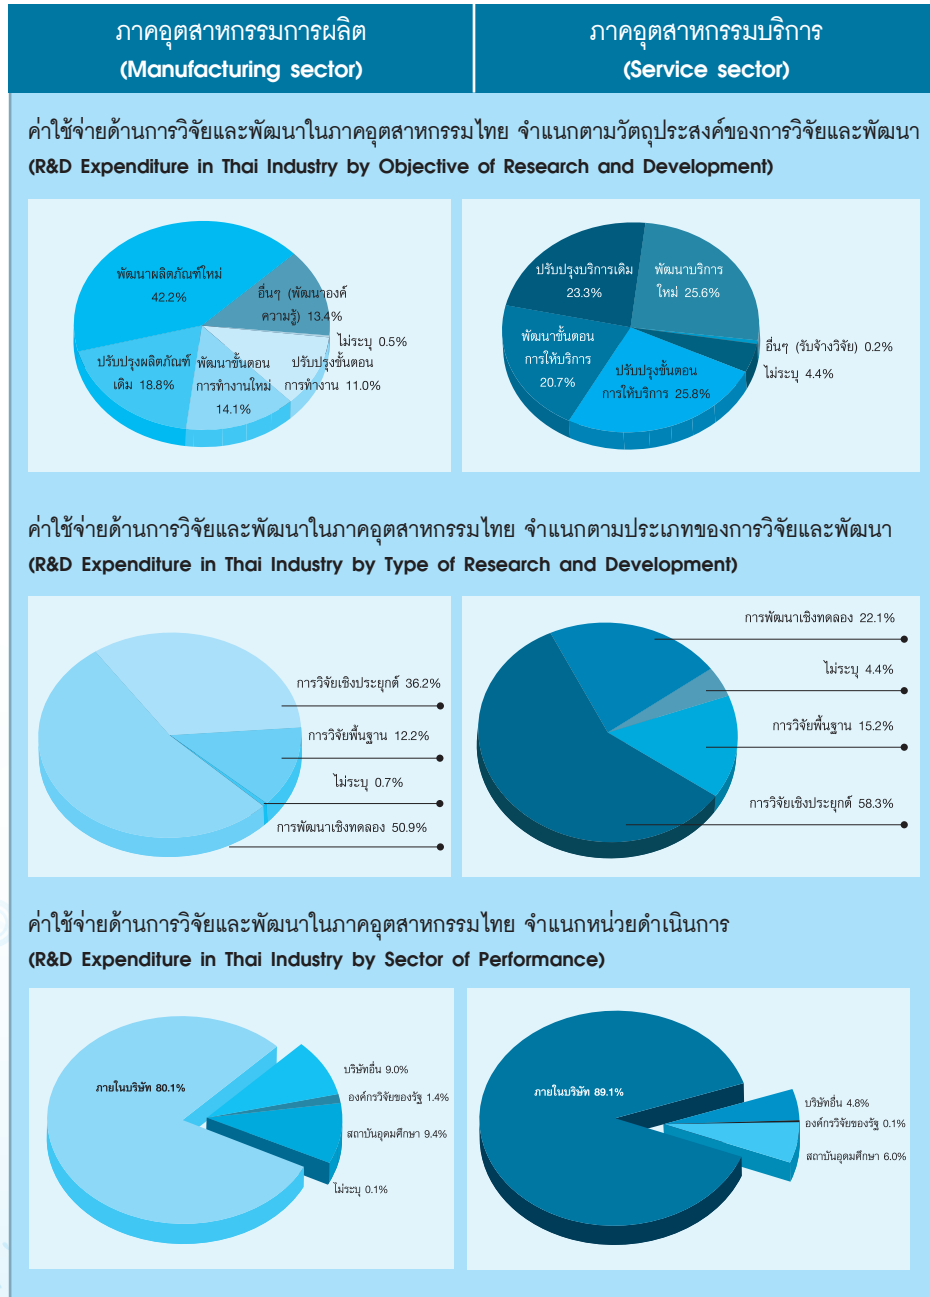 ภาคอุตสาหกรรมการผลิต
(Manufacturing sector)
ภาคอุตสาหกรรมบริการ
(Service sector)
ค่าใช้จ่ายด้านการวิจัยและพัฒนาในภาคอุตสาหกรรมไทย จำแนกตามวัตถุประสงค์ของการวิจัยและพัฒนา
(R&D Expenditure in Thai Industry by Objective of Research and Development)
พัฒนาผลิตภัณฑ์ใหม่
42.2%
อื่นๆ (พัฒนาองค์
ความรู้) 13.4%
ไม่ระบุ 0.5%
ปรับปรุงขั้นตอน
การทำงาน 11.0%
พัฒนาขั้นตอน
การทำงานใหม่
14.1%
ปรับปรุงผลิตภัณฑ์
เดิม 18.8%
ปรับปรุงบริการเดิม
23.3%
พัฒนาบริการ
ใหม่ 25.6%
อื่นๆ (รับจ้างวิจัย) 0.2%
ไม่ระบุ 4.4%
ปรับปรุงขั้นตอน
การให้บริการ 25.8%
พัฒนาขั้นตอน
การให้บริการ
20.7%
ค่าใช้จ่ายด้านการวิจัยและพัฒนาในภาคอุตสาหกรรมไทย จำแนกตามประเภทของการวิจัยและพัฒนา
(R&D Expenditure in Thai Industry by Type of Research and Development)
การวิจัยเชิงประยุกต์ 36.2%
การวิจัยพื้นฐาน 12.2%
ไม่ระบุ 0.7%
การพัฒนาเชิงทดลอง 50.9%
การพัฒนาเชิงทดลอง 22.1%
ไม่ระบุ 4.4%
การวิจัยพื้นฐาน 15.2%
การวิจัยเชิงประยุกต์ 58.3%
ค่าใช้จ่ายด้านการวิจัยและพัฒนาในภาคอุตสาหกรรมไทย จำแนกหน่วยดำเนินการ
(R&D Expenditure in Thai Industry by Sector of Performance)
ภายในบริษัท 80.1%
บริษัทอื่น 9.0%
องค์กรวิจัยของรัฐ 1.4%
สถาบันอุดมศึกษา 9.4%
ไม่ระบุ 0.1%
ภายในบริษัท 89.1%
บริษัทอื่น 4.8%
องค์กรวิจัยของรัฐ 0.1%
สถาบันอุดมศึกษา 6.0%